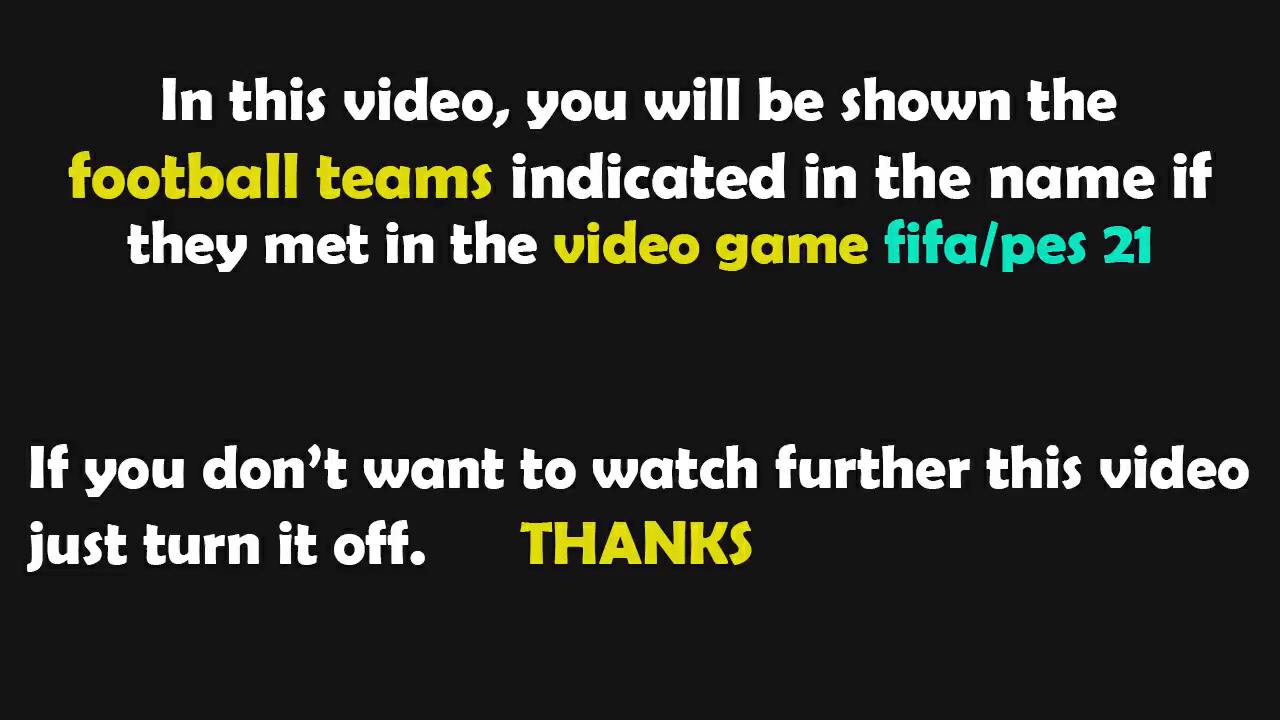 In this video, you will be shown the
football teams indicated in the name if
they met in the video game fifa/pes 21
If you don't want to watch further this video
just turn it off. THANKS